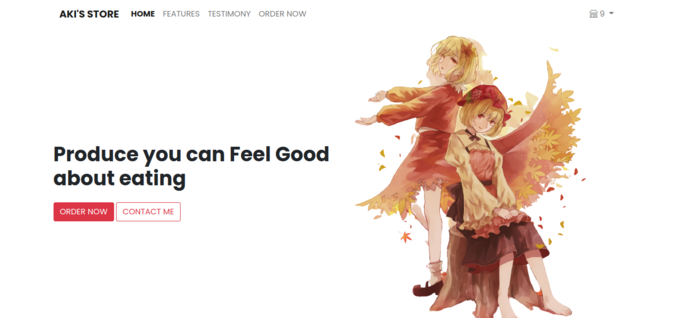 AKI'S STORE HOME FEATURES TESTIMONY ORDER NOW 9
Produce you can Feel Good
about eating
ORDER NOW CONTACT ME